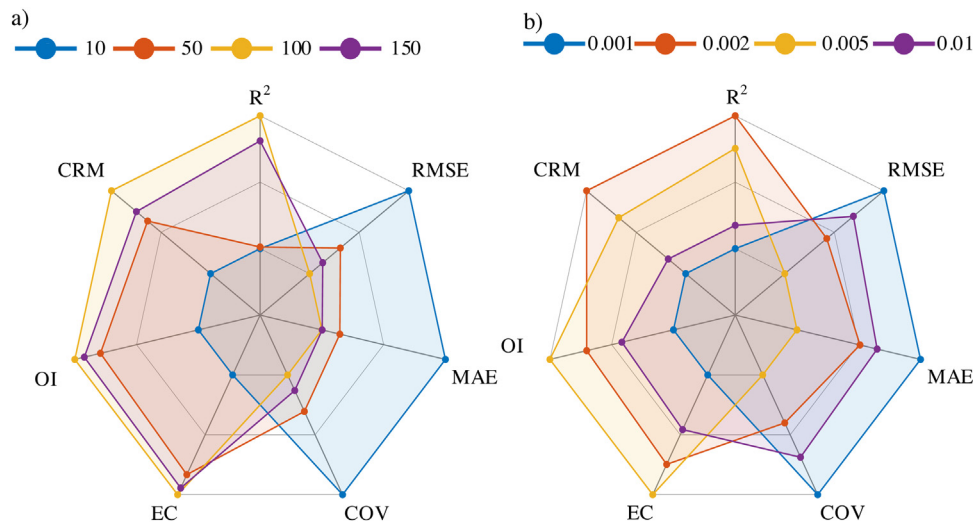 a)
10 50 100 150
R²
CRM
RMSE
OI
MAE
EC
COV
b)
0.001 0.002 0.005 0.01
R²
CRM
RMSE
OI
MAE
EC
COV